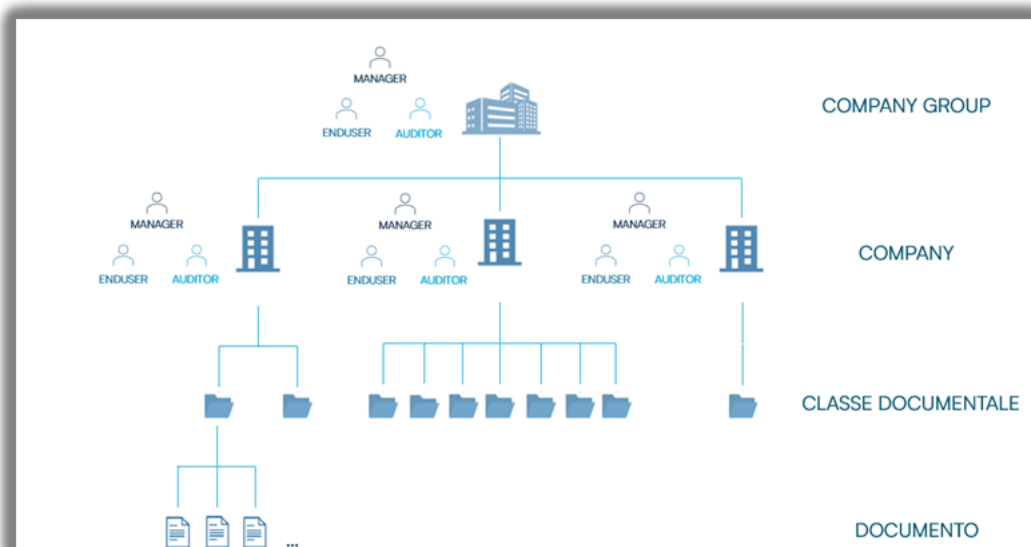 MANAGER
ENDUSER AUDITOR
COMPANY GROUP
MANAGER MANAGER MANAGER
ENDUSER AUDITOR ENDUSER AUDITOR ENDUSER AUDITOR
COMPANY
CLASSE DOCUMENTALE
...
DOCUMENTO